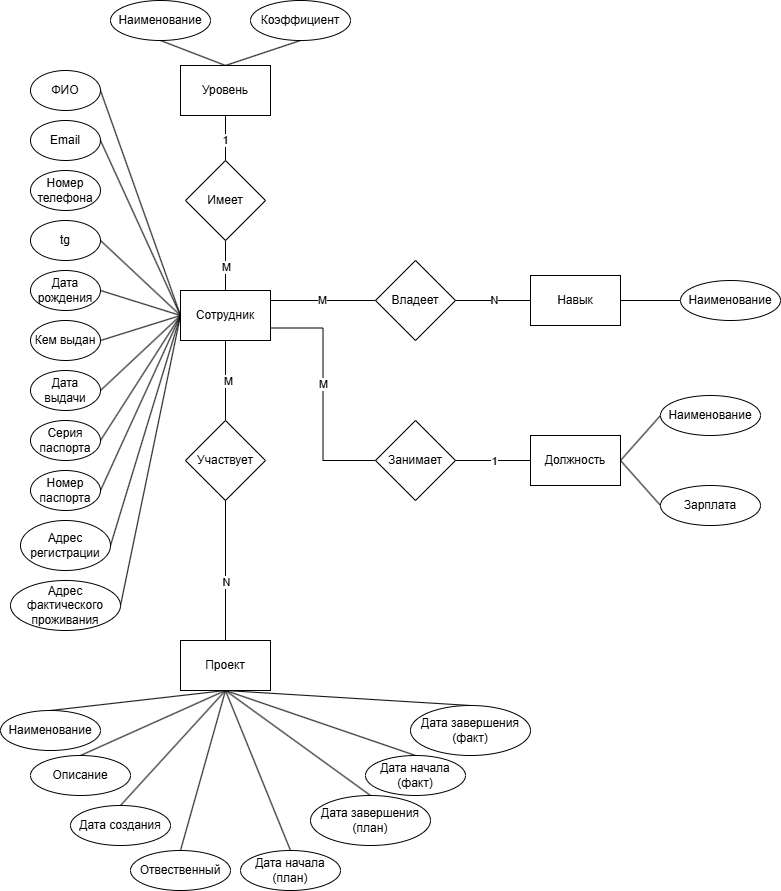 Наименование
Коэффициент
Уровень
1
Имеет
M
ФИО
Email
Номер
телефона
tg
Дата
рождения
Кем выдан
Дата
выдачи
Серия
паспорта
Номер
паспорта
Адрес
регистрации
Адрес
фактического
проживания
Сотрудник
M
Владеет
N
Навык
Наименование
M
Занимает
1
Должность
Наименование
Зарплата
M
Участвует
N
Проект
Наименование
Описание
Дата создания
Отвественный
Дата начала
(план)
Дата завершения
(план)
Дата начала
(факт)
Дата завершения
(факт)